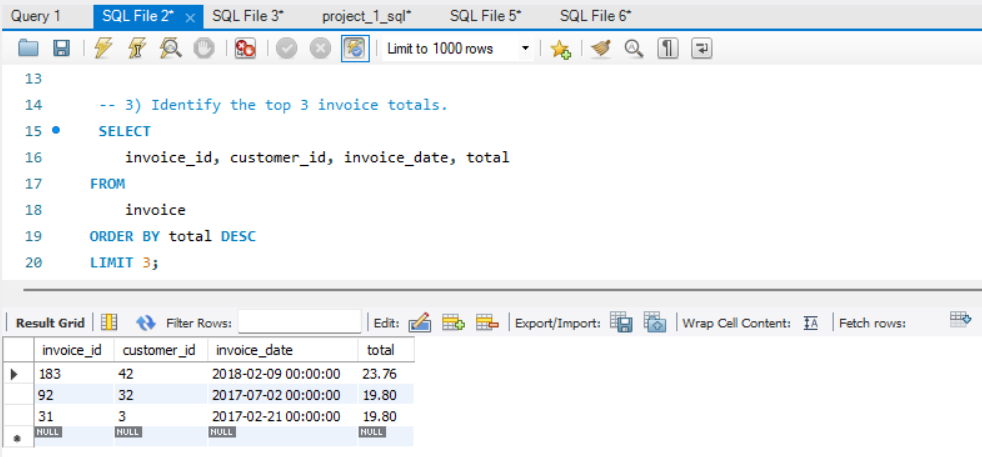 Query 1 SQL File 2* SQL File 3* project_1_sql* SQL File 5* SQL File 6*
Limit to 1000 rows
13
14 -- 3) Identify the top 3 invoice totals.
15 SELECT
16 invoice_id, customer_id, invoice_date, total
17 FROM
18 invoice
19 ORDER BY total DESC
20 LIMIT 3;
Result Grid Filter Rows: Edit: Export/Import: Wrap Cell Content: IA Fetch rows:
invoice_id customer_id invoice_date total
183 42 2018-02-09 00:00:00 23.76
92 32 2017-07-02 00:00:00 19.80
31 3 2017-02-21 00:00:00 19.80
NULL NULL NULL NULL